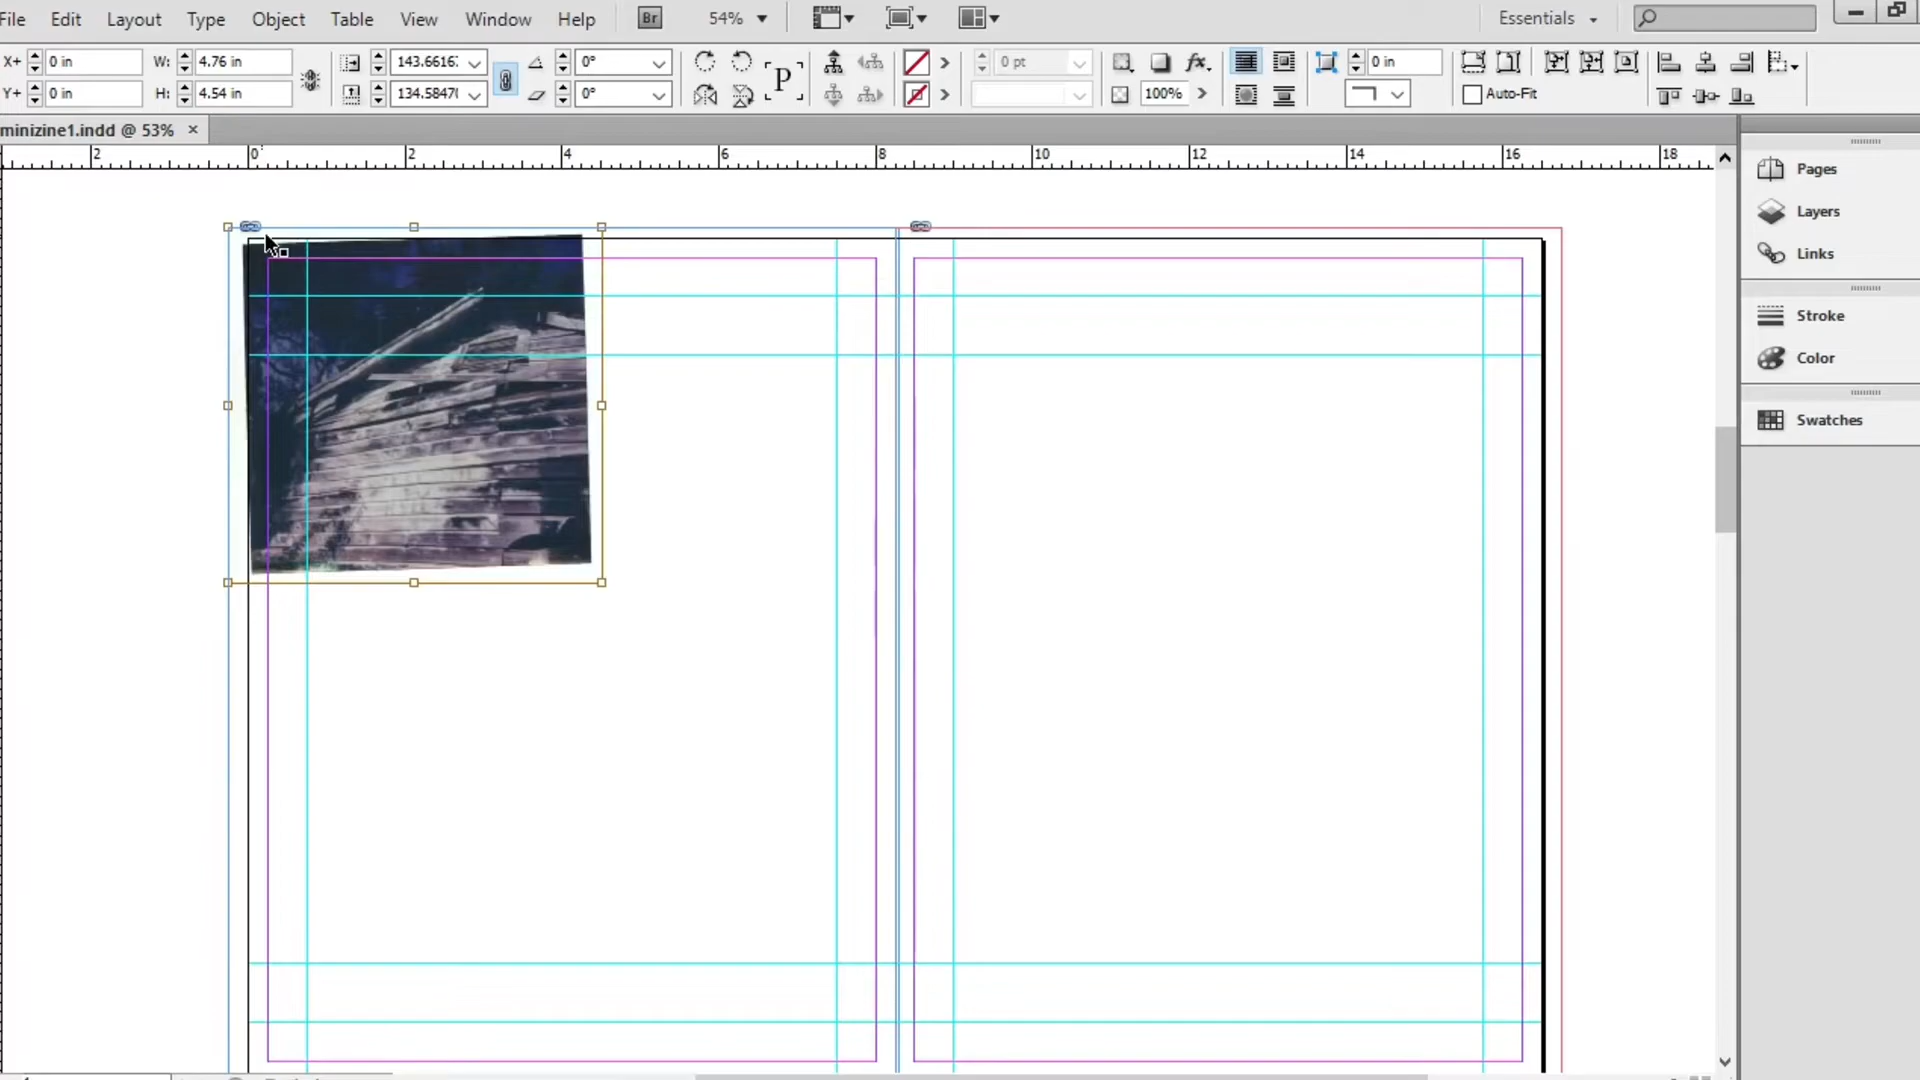 File Edit Layout Type Object Table View Window Help Br 54% Essentials
X+ 0 in W: 4.76 in 143.6616 0° 0 pt fx. 0 in
Y+ 0 in H: 4.54 in 134.5847 0° P 100% Auto-Fit
minizine1.indd @ 53% ×
2 0 2 4 6 8 10 12 14 16 18
Pages
Layers
Links
Stroke
Color
Swatches